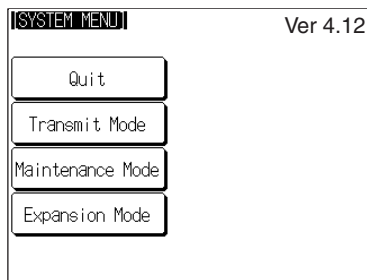 [SYSTEM MENU]
Ver 4.12
Quit
Transmit Mode
Maintenance Mode
Expansion Mode